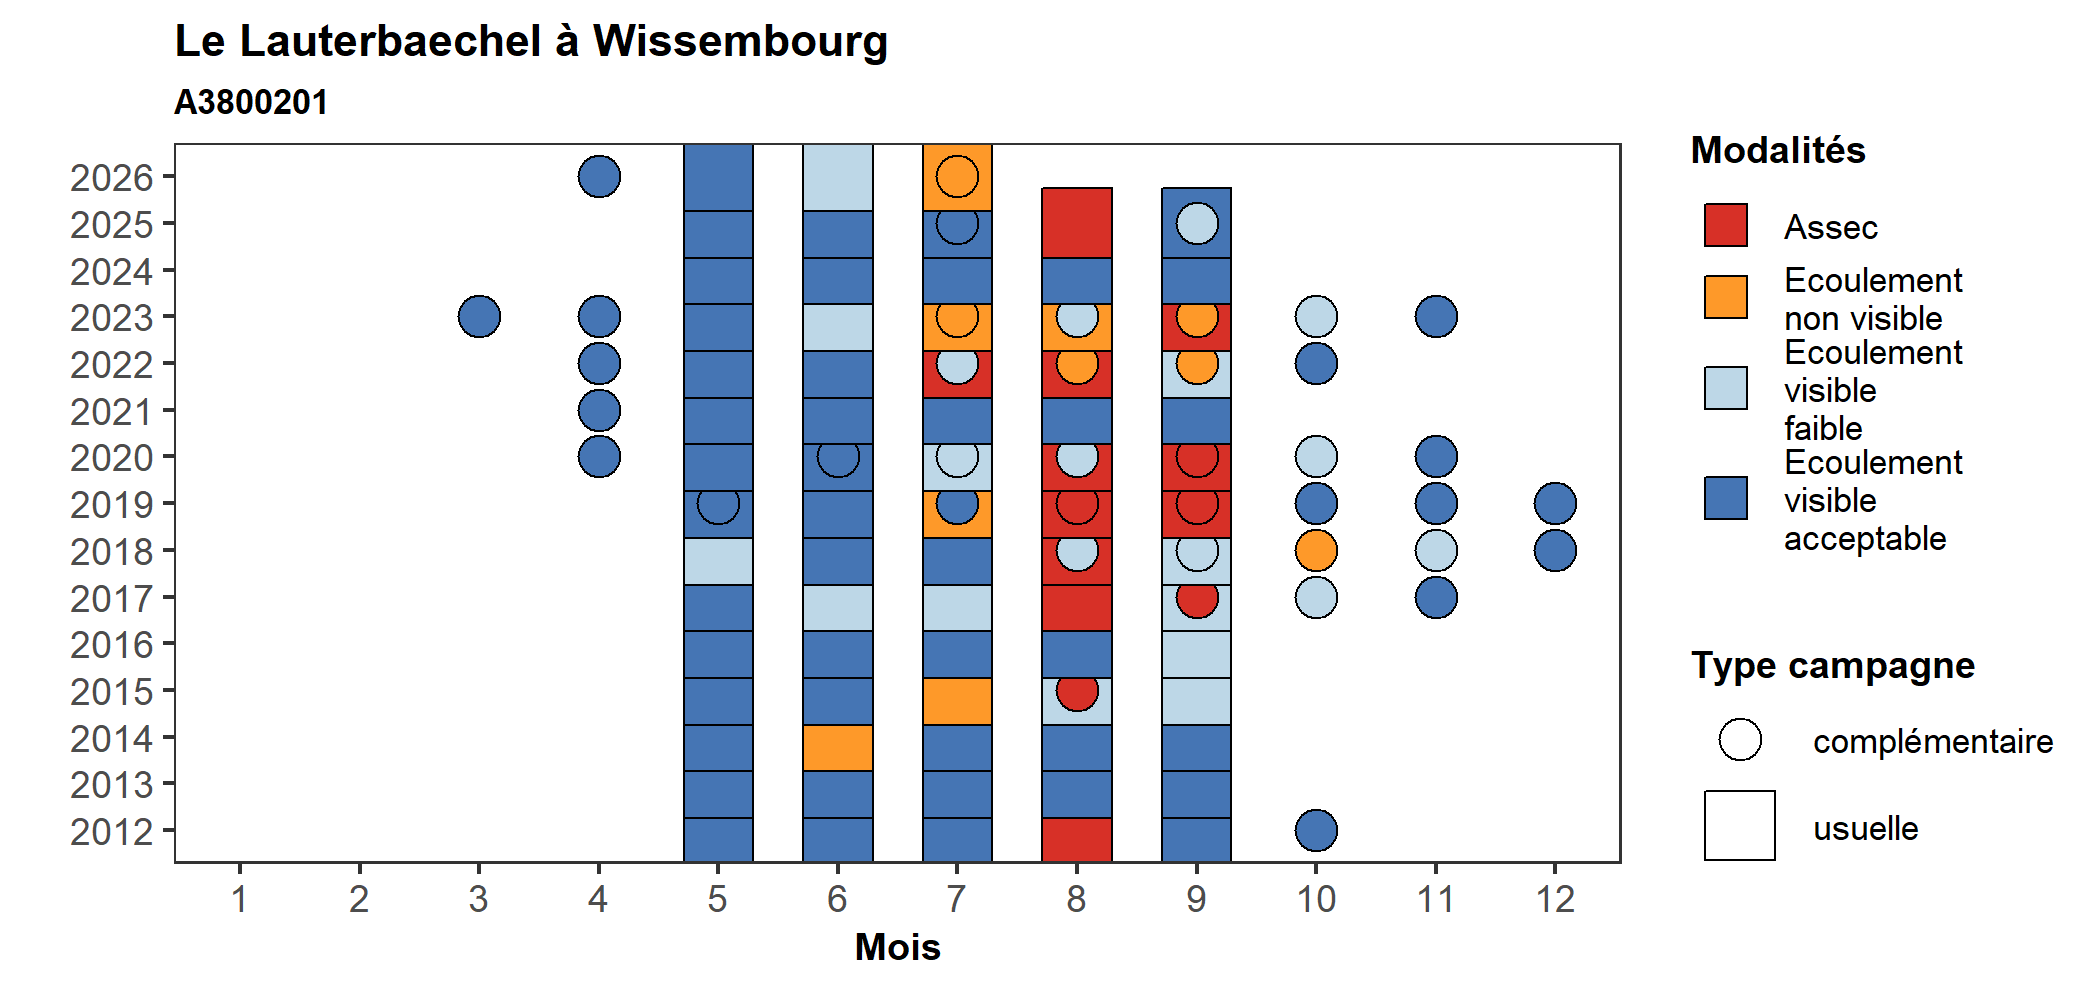 Le Lauterbaechel à Wissembourg
A3800201
2026
2025
2024
2023
2022
2021
2020
2019
2018
2017
2016
2015
2014
2013
2012
1 2 3 4 5 6 7 8 9 10 11 12
Mois
Modalités
Assec
Ecoulement
non visible
Ecoulement
visible
faible
Ecoulement
visible
acceptable
Type campagne
complémentaire
usuelle